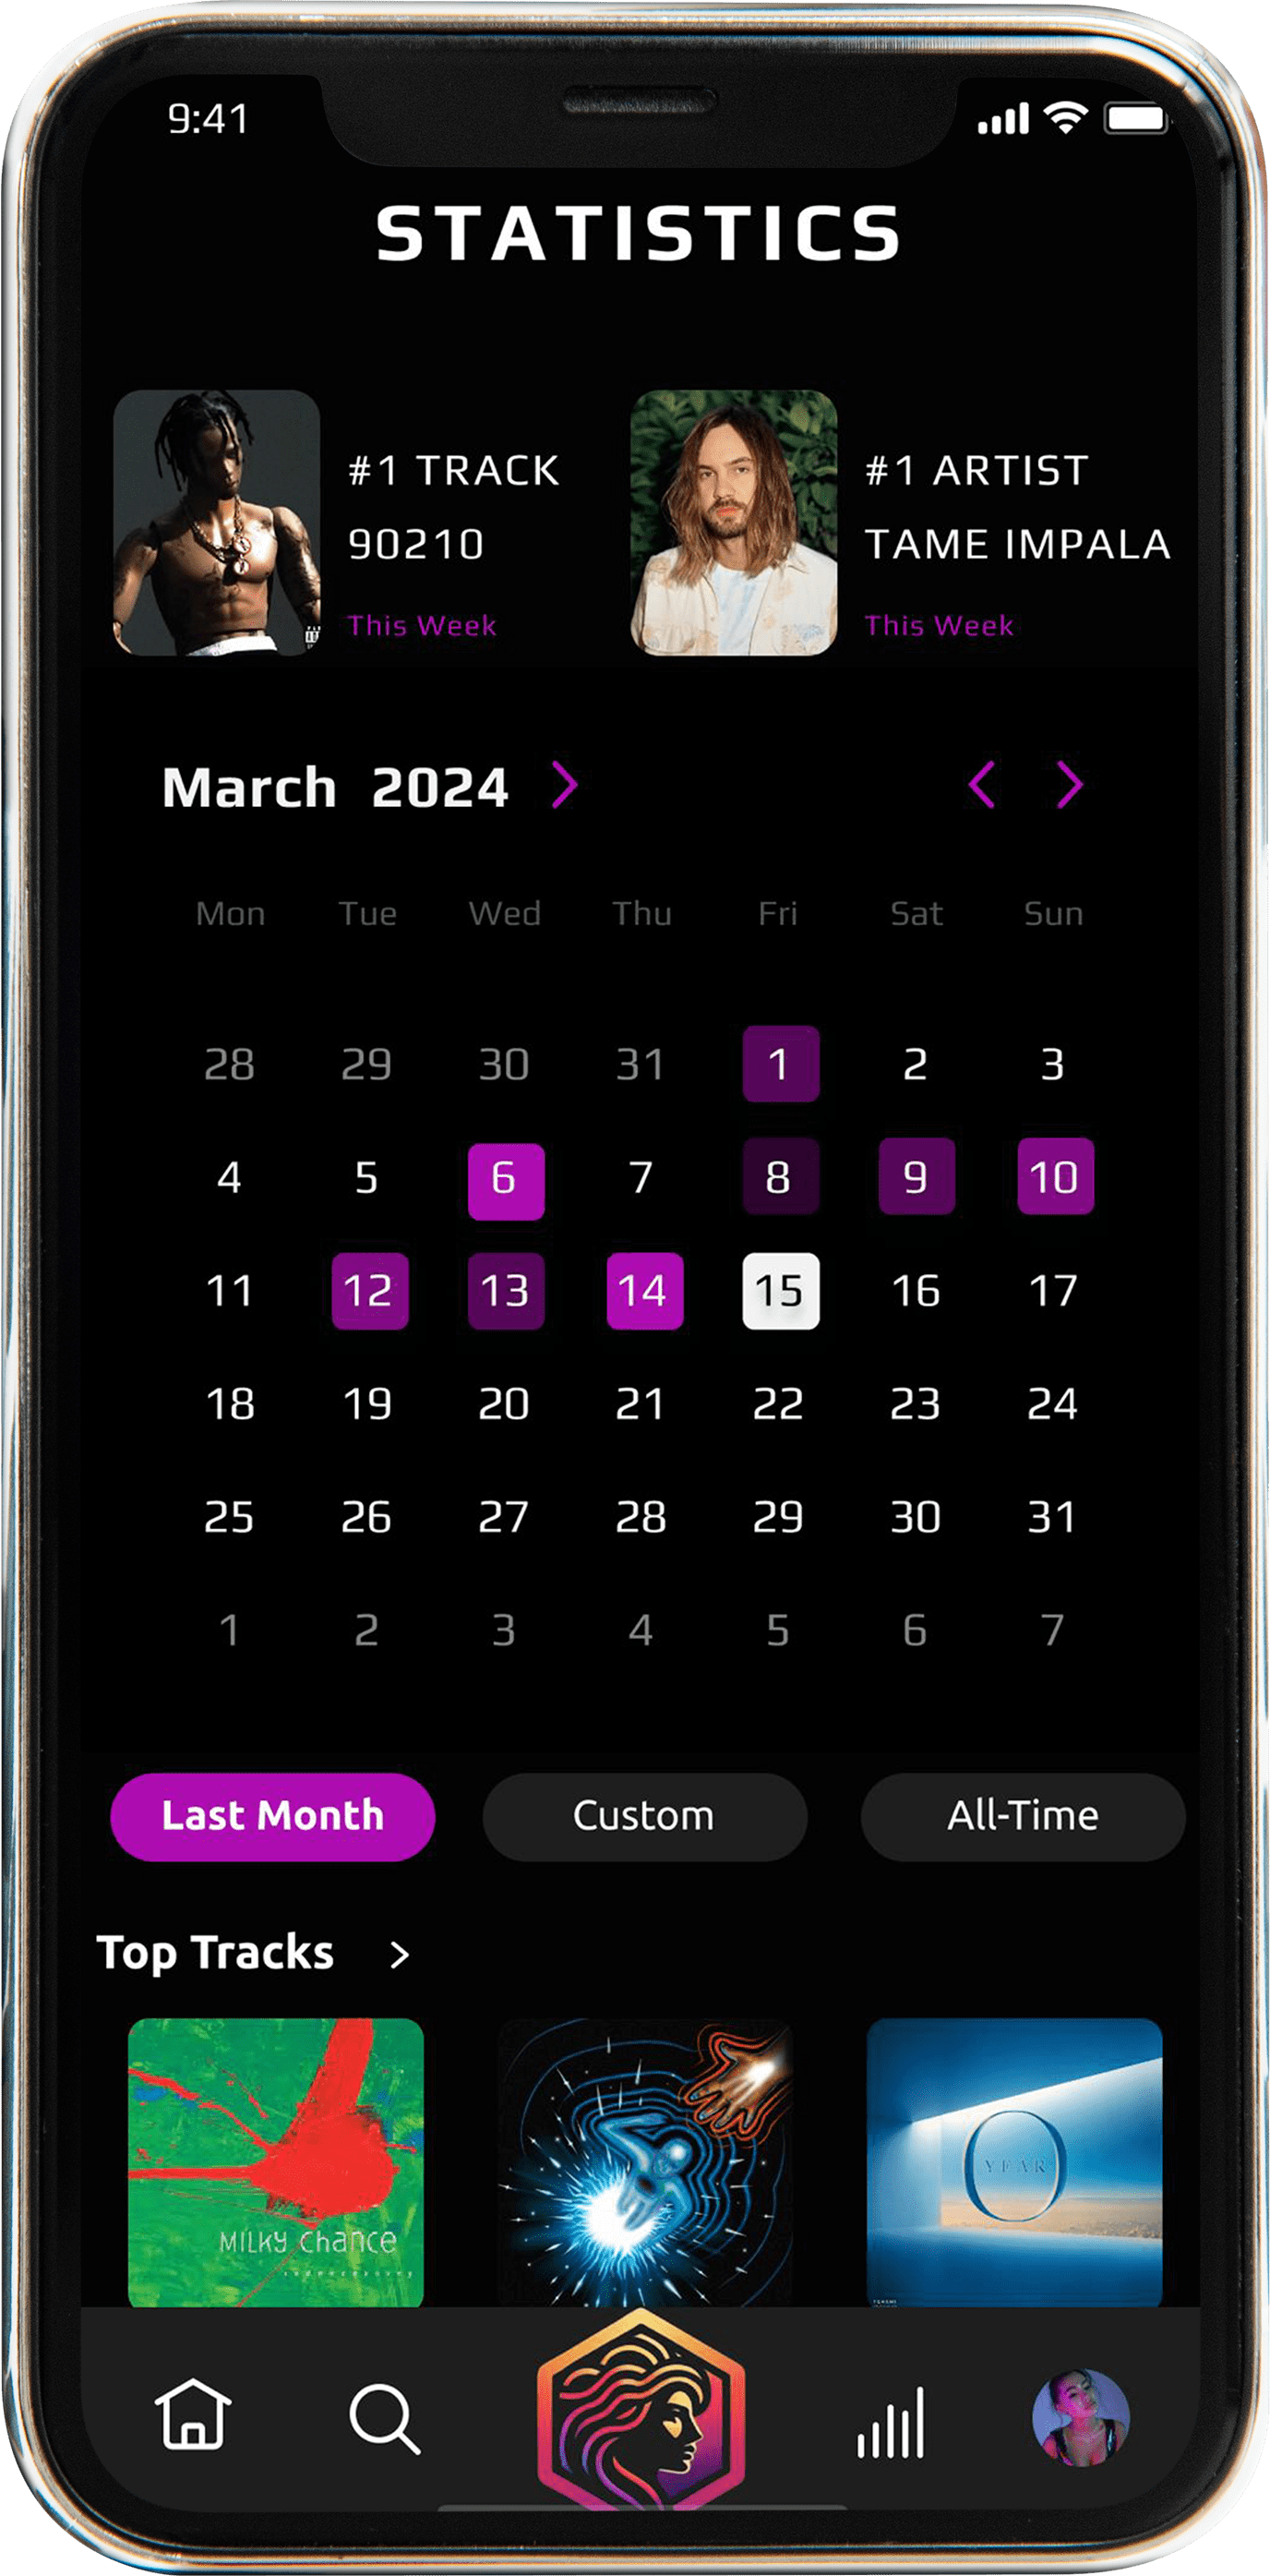 9:41
STATISTICS
#1 TRACK
90210
This Week
#1 ARTIST
TAME IMPALA
This Week
March 2024
Mon Tue Wed Thu Fri Sat Sun
28 29 30 31 1 2 3
4 5 6 7 8 9 10
11 12 13 14 15 16 17
18 19 20 21 22 23 24
25 26 27 28 29 30 31
1 2 3 4 5 6 7
Last Month Custom All-Time
Top Tracks
MILKY Chance
O
YEAR